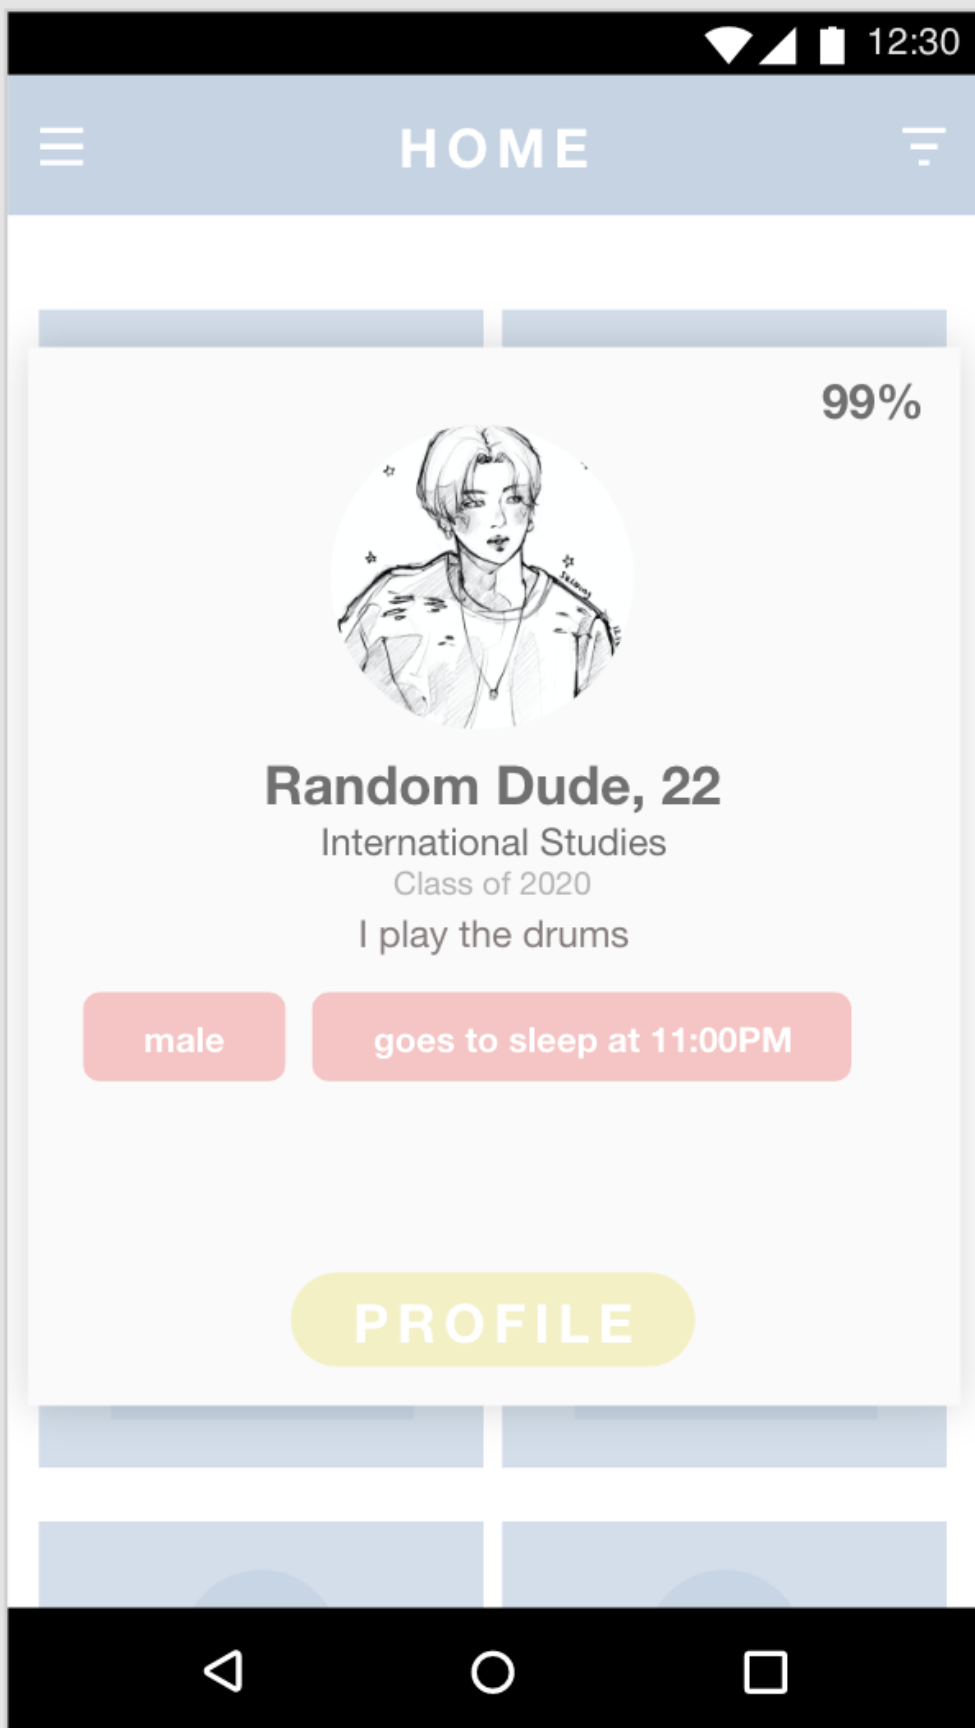 12:30
HOME
99%
Random Dude, 22
International Studies
Class of 2020
I play the drums
male
goes to sleep at 11:00PM
PROFILE